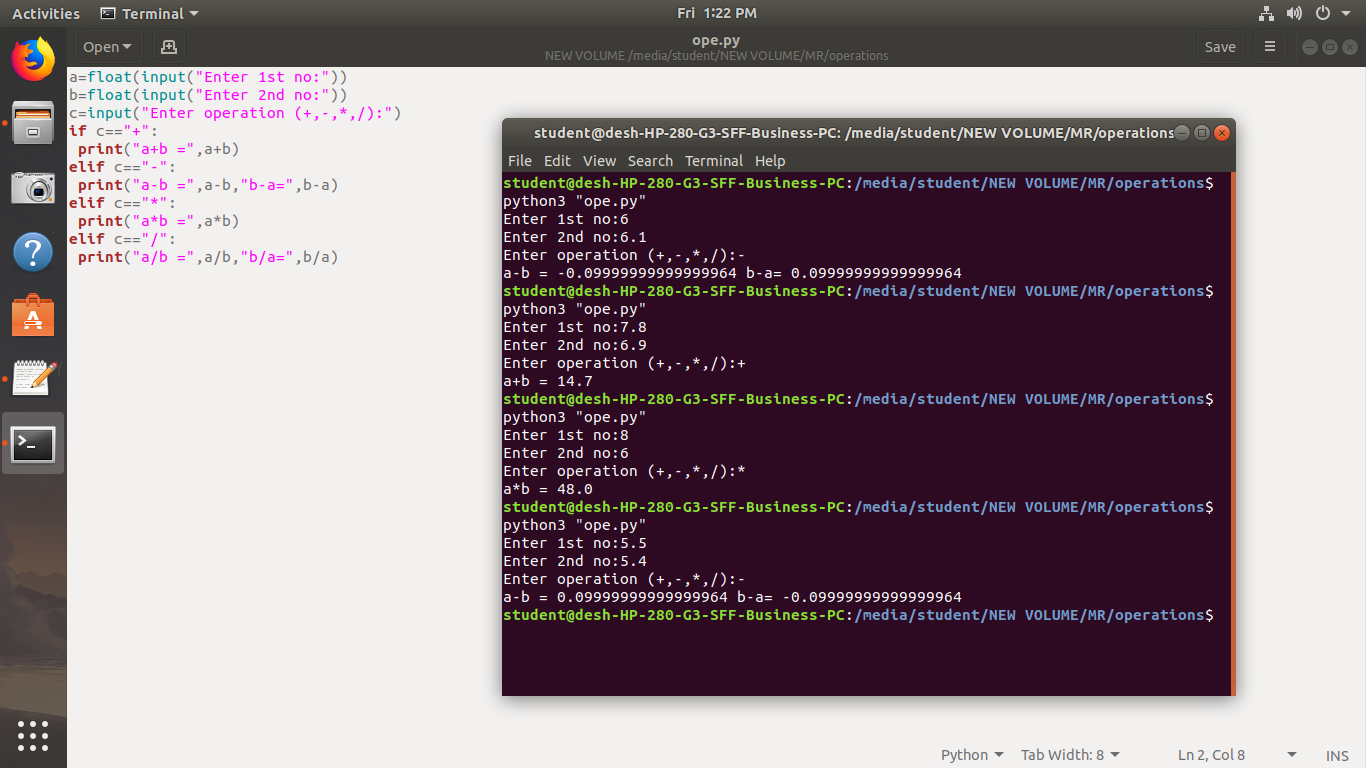 Activities Terminal Fri 1:22 PM
Open ope.py Save
NEW VOLUME /media/student/NEW VOLUME/MR/operations
a=float(input("Enter 1st no:"))
b=float(input("Enter 2nd no:"))
c=input("Enter operation (+,-,*,/):")
if c=="+":
 print("a+b =",a+b)
elif c=="-":
 print("a-b =",a-b,"b-a=",b-a)
elif c=="*":
 print("a*b =",a*b)
elif c=="/":
 print("a/b =",a/b,"b/a=",b/a)
student@desh-HP-280-G3-SFF-Business-PC: /media/student/NEW VOLUME/MR/operations
File Edit View Search Terminal Help
student@desh-HP-280-G3-SFF-Business-PC:/media/student/NEW VOLUME/MR/operations$
python3 "ope.py"
Enter 1st no:6
Enter 2nd no:6.1
Enter operation (+,-,*,/):-
a-b = -0.09999999999999964 b-a= 0.09999999999999964
student@desh-HP-280-G3-SFF-Business-PC:/media/student/NEW VOLUME/MR/operations$
python3 "ope.py"
Enter 1st no:7.8
Enter 2nd no:6.9
Enter operation (+,-,*,/):+
a+b = 14.7
student@desh-HP-280-G3-SFF-Business-PC:/media/student/NEW VOLUME/MR/operations$
python3 "ope.py"
Enter 1st no:8
Enter 2nd no:6
Enter operation (+,-,*,/):*
a*b = 48.0
student@desh-HP-280-G3-SFF-Business-PC:/media/student/NEW VOLUME/MR/operations$
python3 "ope.py"
Enter 1st no:5.5
Enter 2nd no:5.4
Enter operation (+,-,*,/):-
a-b = 0.09999999999999964 b-a= -0.09999999999999964
student@desh-HP-280-G3-SFF-Business-PC:/media/student/NEW VOLUME/MR/operations$
Python Tab Width: 8 Ln 2, Col 8 INS